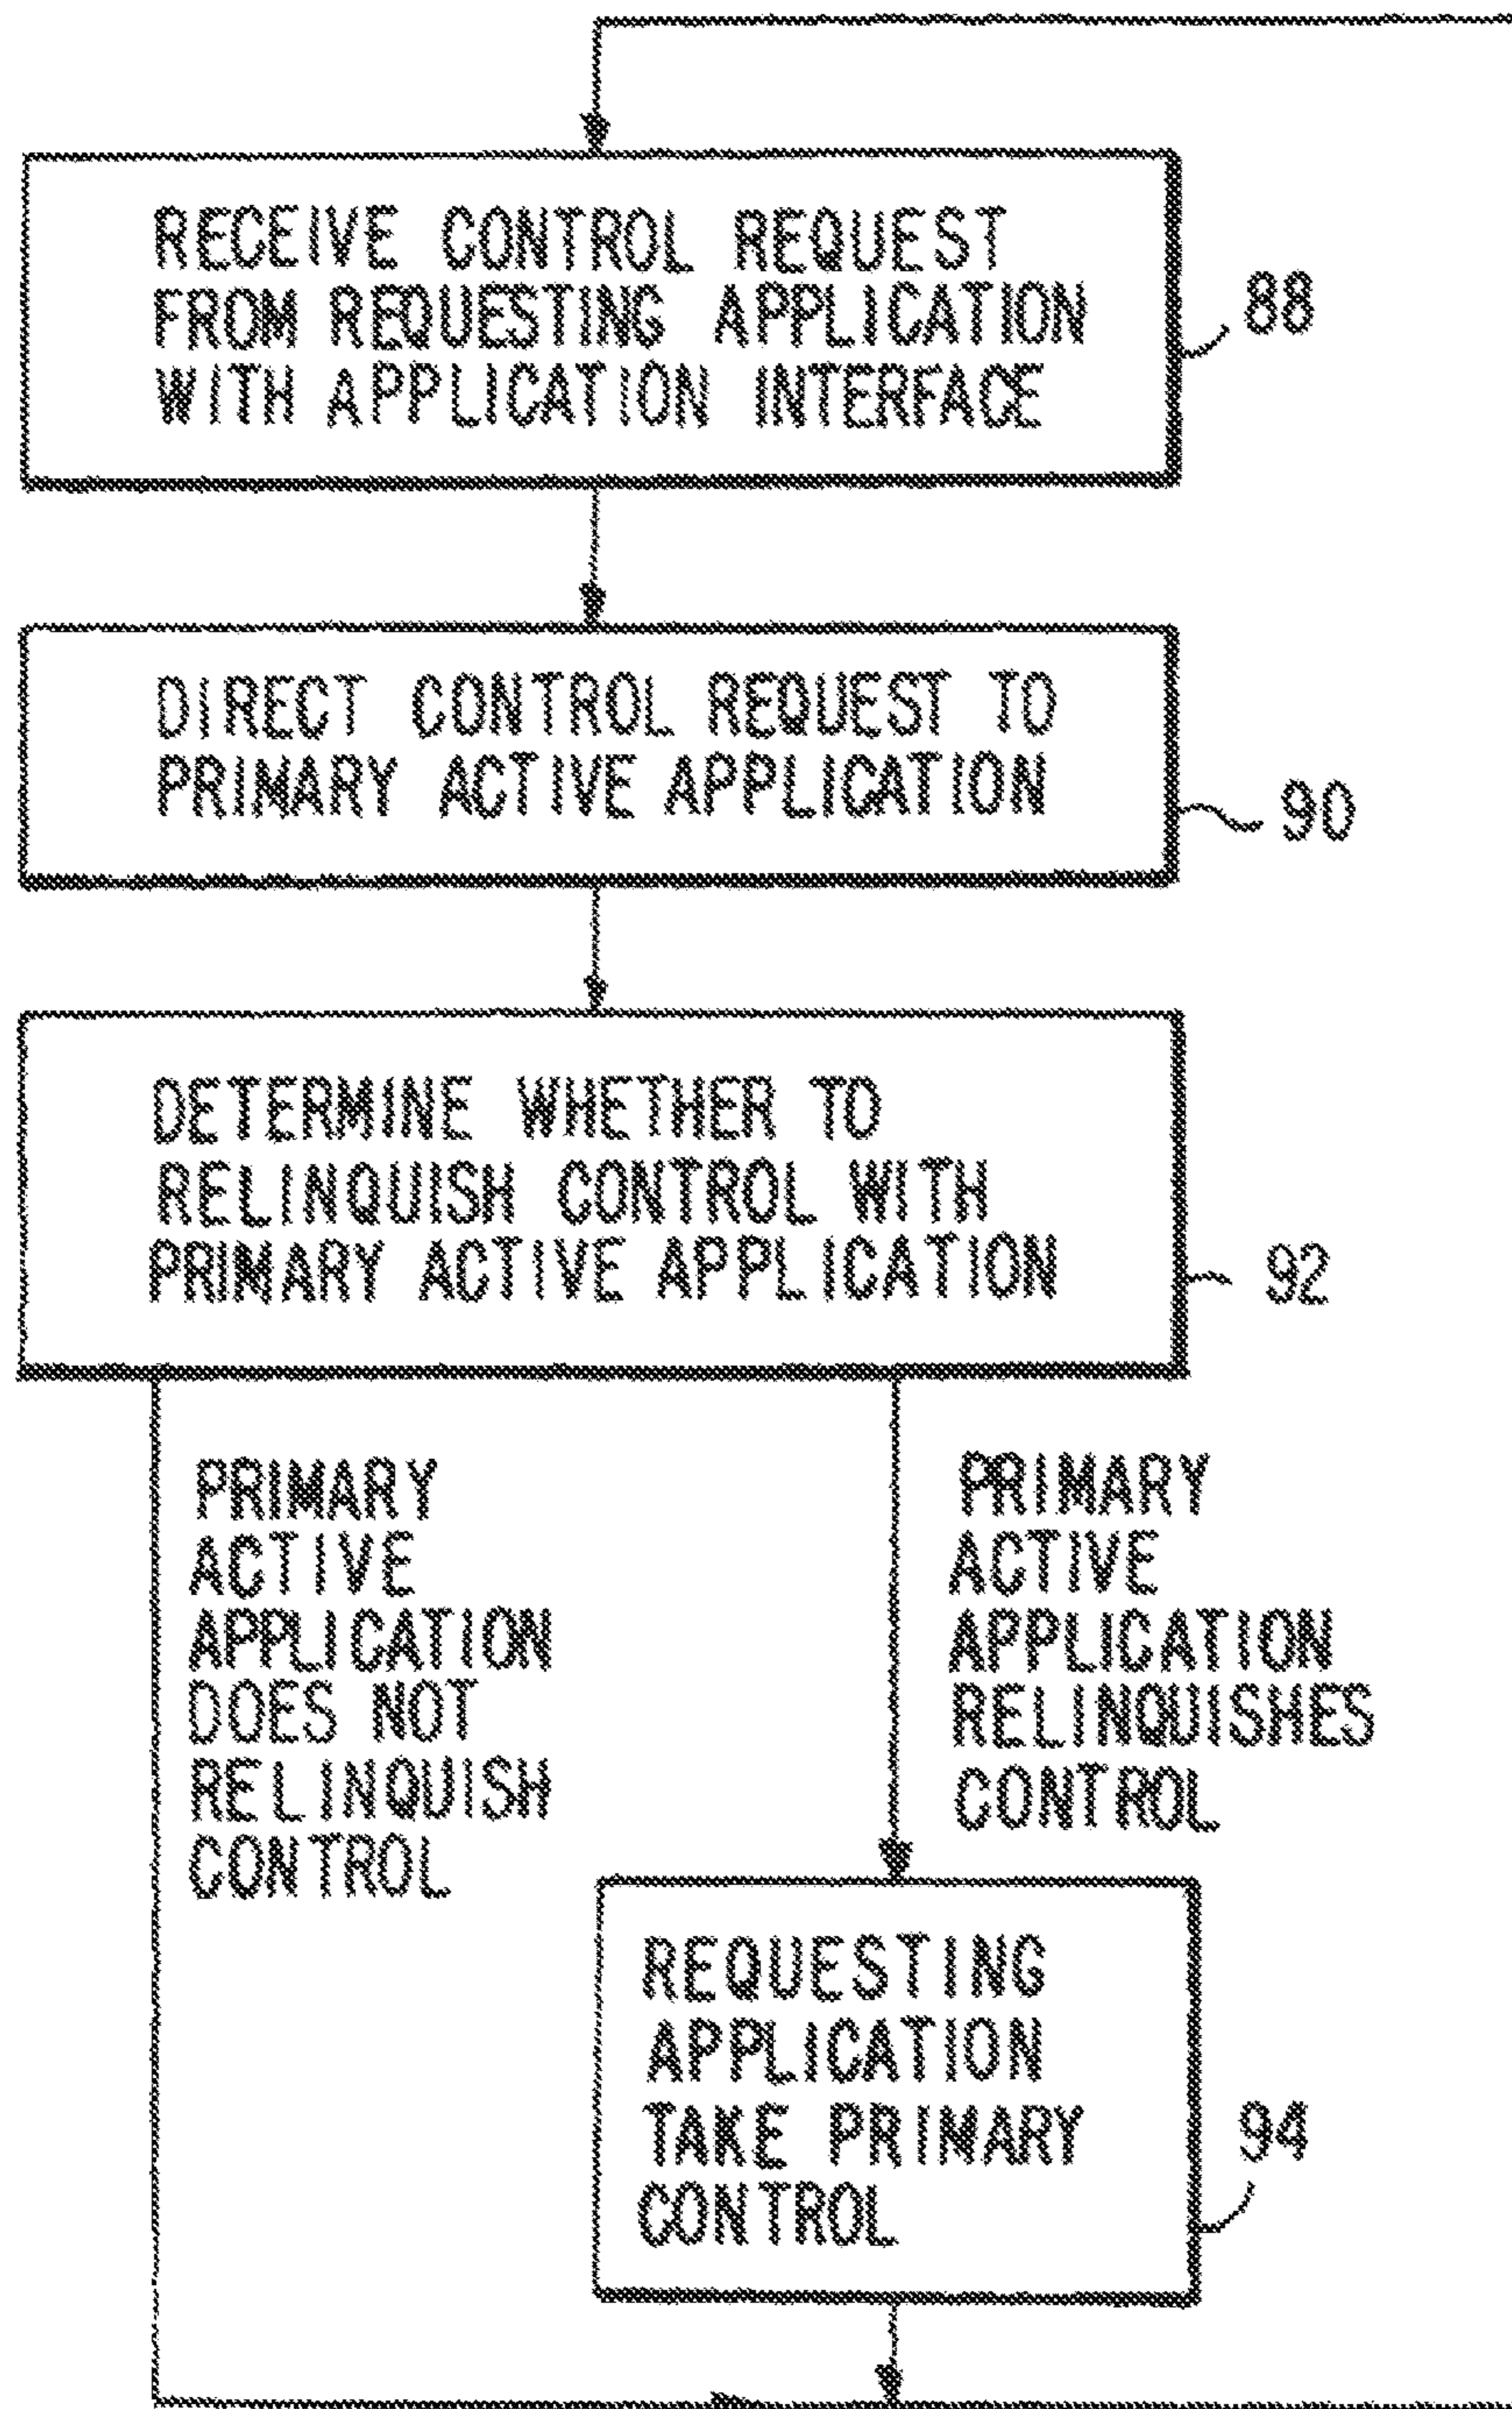 RECEIVE CONTROL REQUEST
FROM REQUESTING APPLICATION
WITH APPLICATION INTERFACE
88
DIRECT CONTROL REQUEST TO
PRIMARY ACTIVE APPLICATION
90
DETERMINE WHETHER TO
RELINQUISH CONTROL WITH
PRIMARY ACTIVE APPLICATION
92
PRIMARY
ACTIVE
APPLICATION
DOES NOT
RELINQUISH
CONTROL
PRIMARY
ACTIVE
APPLICATION
RELINQUISHES
CONTROL
REQUESTING
APPLICATION
TAKE PRIMARY
CONTROL
94